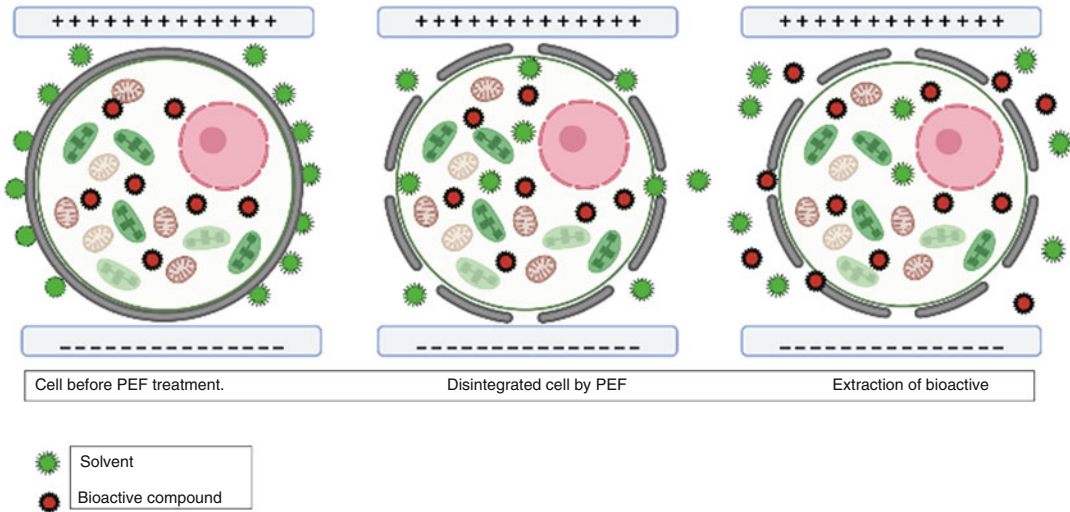 + + + + + + + + + + + + + + + + + + + + + + + + + + + + + + + + + + + + + + +
– – – – – – – – – – – – – – – – – – – – – – – – – – – – – – – – – – – – – – – – – –
Cell before PEF treatment. Disintegrated cell by PEF Extraction of bioactive
Solvent
Bioactive compound